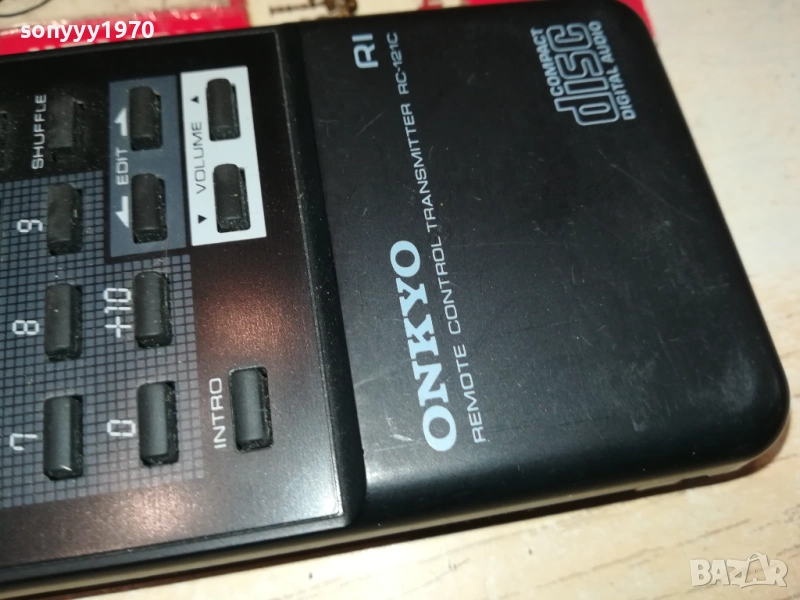 sonyyy1970
SHUFFLE
EDIT
VOLUME
9
8
+10
7
0
INTRO
RI
COMPACT
disc
DIGITAL AUDIO
ONKYO
REMOTE CONTROL TRANSMITTER RC-121C
BAZAR